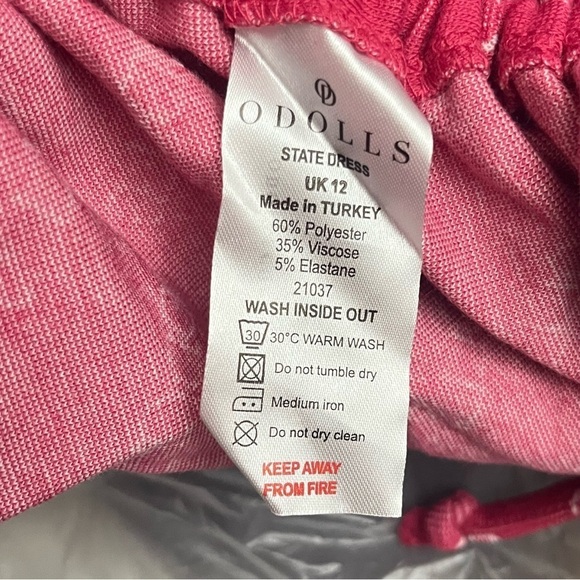 ODOLLS
STATE DRESS
UK 12
Made in TURKEY
60% Polyester
35% Viscose
5% Elastane
21037
WASH INSIDE OUT
30 30°C WARM WASH
Do not tumble dry
Medium iron
Do not dry clean
KEEP AWAY
FROM FIRE